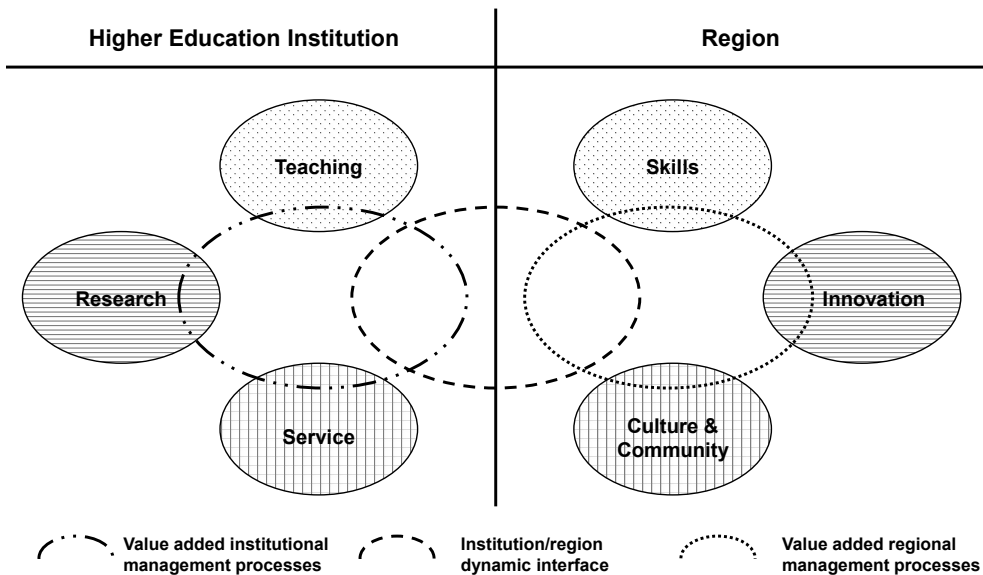 Higher Education Institution
Region
Teaching
Skills
Research
Innovation
Service
Culture &
Community
Value added institutional
management processes
Institution/region
dynamic interface
Value added regional
management processes